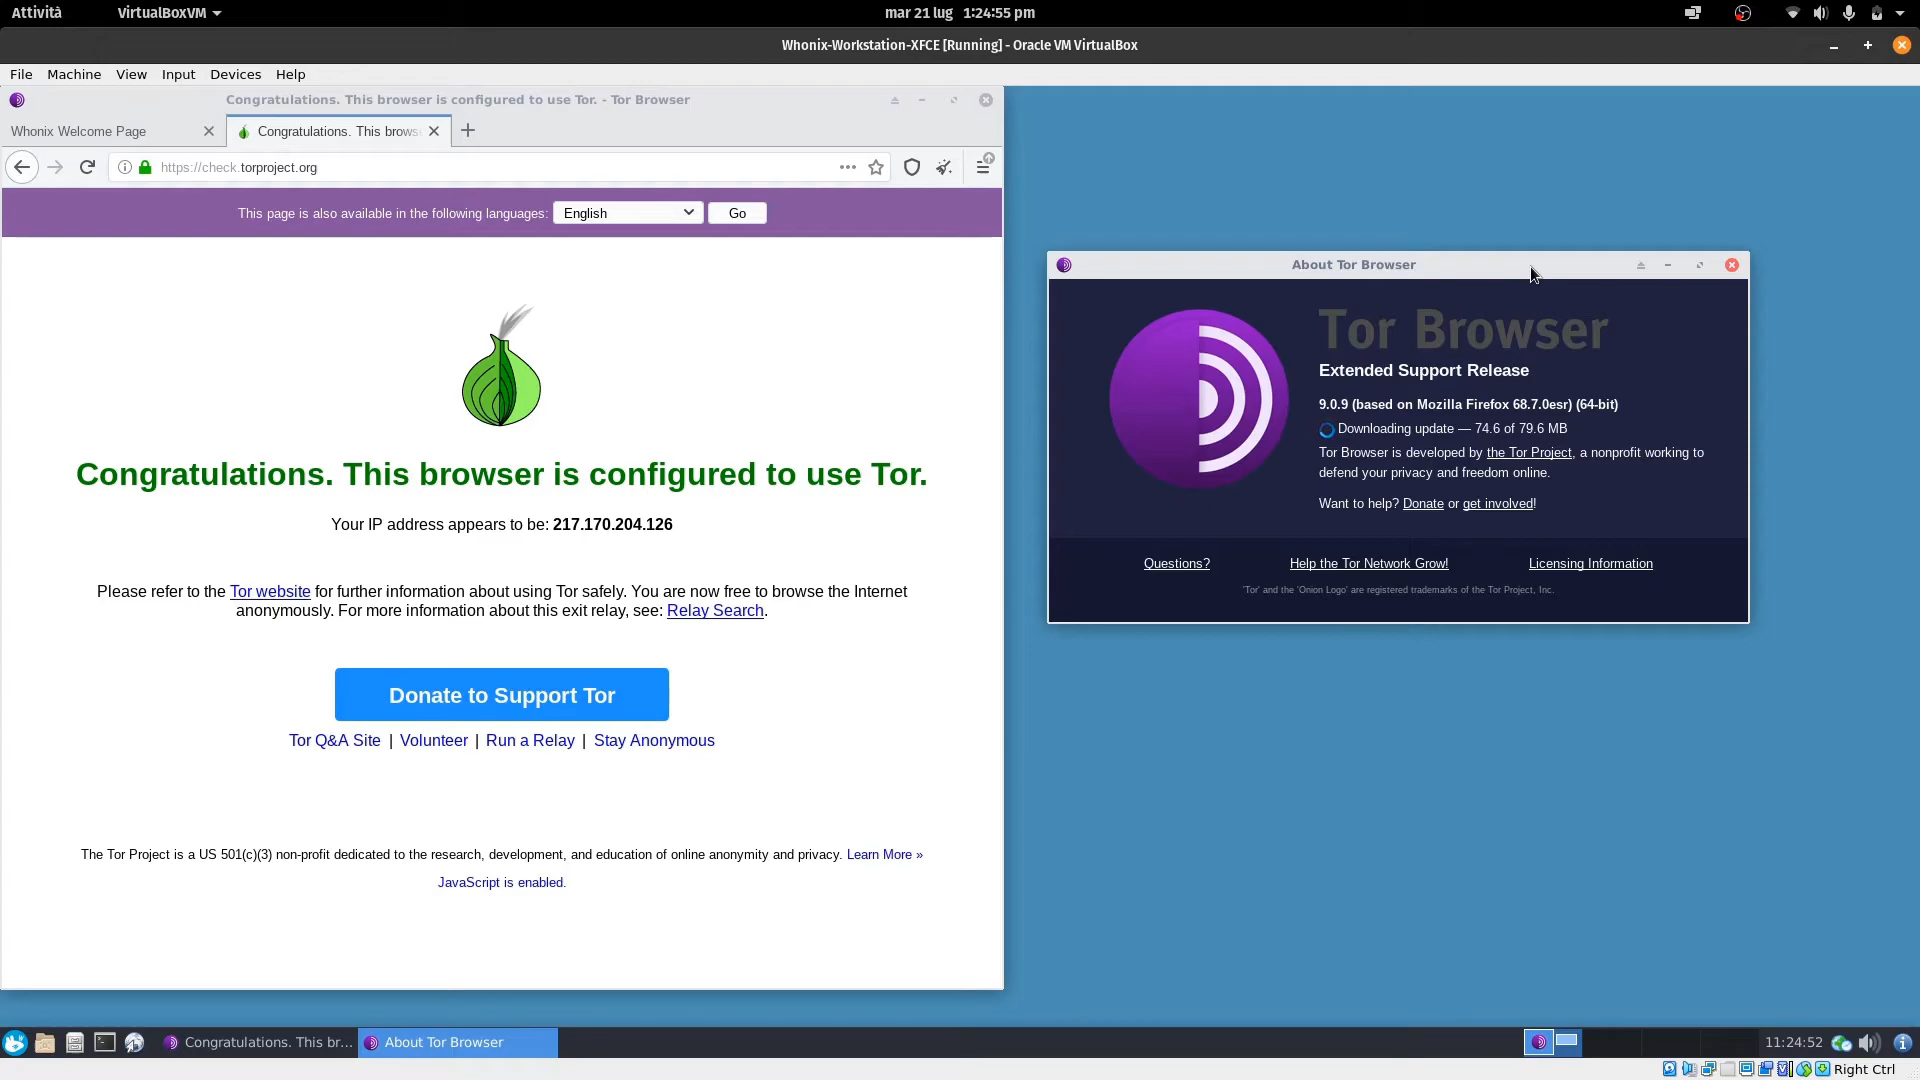 Attività
VirtualBoxVM
mar 21 lug 1:24:55 pm
Whonix-Workstation-XFCE [Running] - Oracle VM VirtualBox
File Machine View Input Devices Help
Congratulations. This browser is configured to use Tor. - Tor Browser
Whonix Welcome Page
Congratulations. This brows
https://check.torproject.org
This page is also available in the following languages: English Go
Congratulations. This browser is configured to use Tor.
Your IP address appears to be: 217.170.204.126
Please refer to the Tor website for further information about using Tor safely. You are now free to browse the Internet
anonymously. For more information about this exit relay, see: Relay Search.
Donate to Support Tor
Tor Q&A Site | Volunteer | Run a Relay | Stay Anonymous
The Tor Project is a US 501(c)(3) non-profit dedicated to the research, development, and education of online anonymity and privacy. Learn More »
JavaScript is enabled.
About Tor Browser
Tor Browser
Extended Support Release
9.0.9 (based on Mozilla Firefox 68.7.0esr) (64-bit)
Downloading update — 74.6 of 79.6 MB
Tor Browser is developed by the Tor Project, a nonprofit working to
defend your privacy and freedom online.
Want to help? Donate or get involved!
Questions? Help the Tor Network Grow! Licensing Information
'Tor' and the 'Onion Logo' are registered trademarks of the Tor Project, Inc.
Congratulations. This br...
About Tor Browser
11:24:52
Right Ctrl